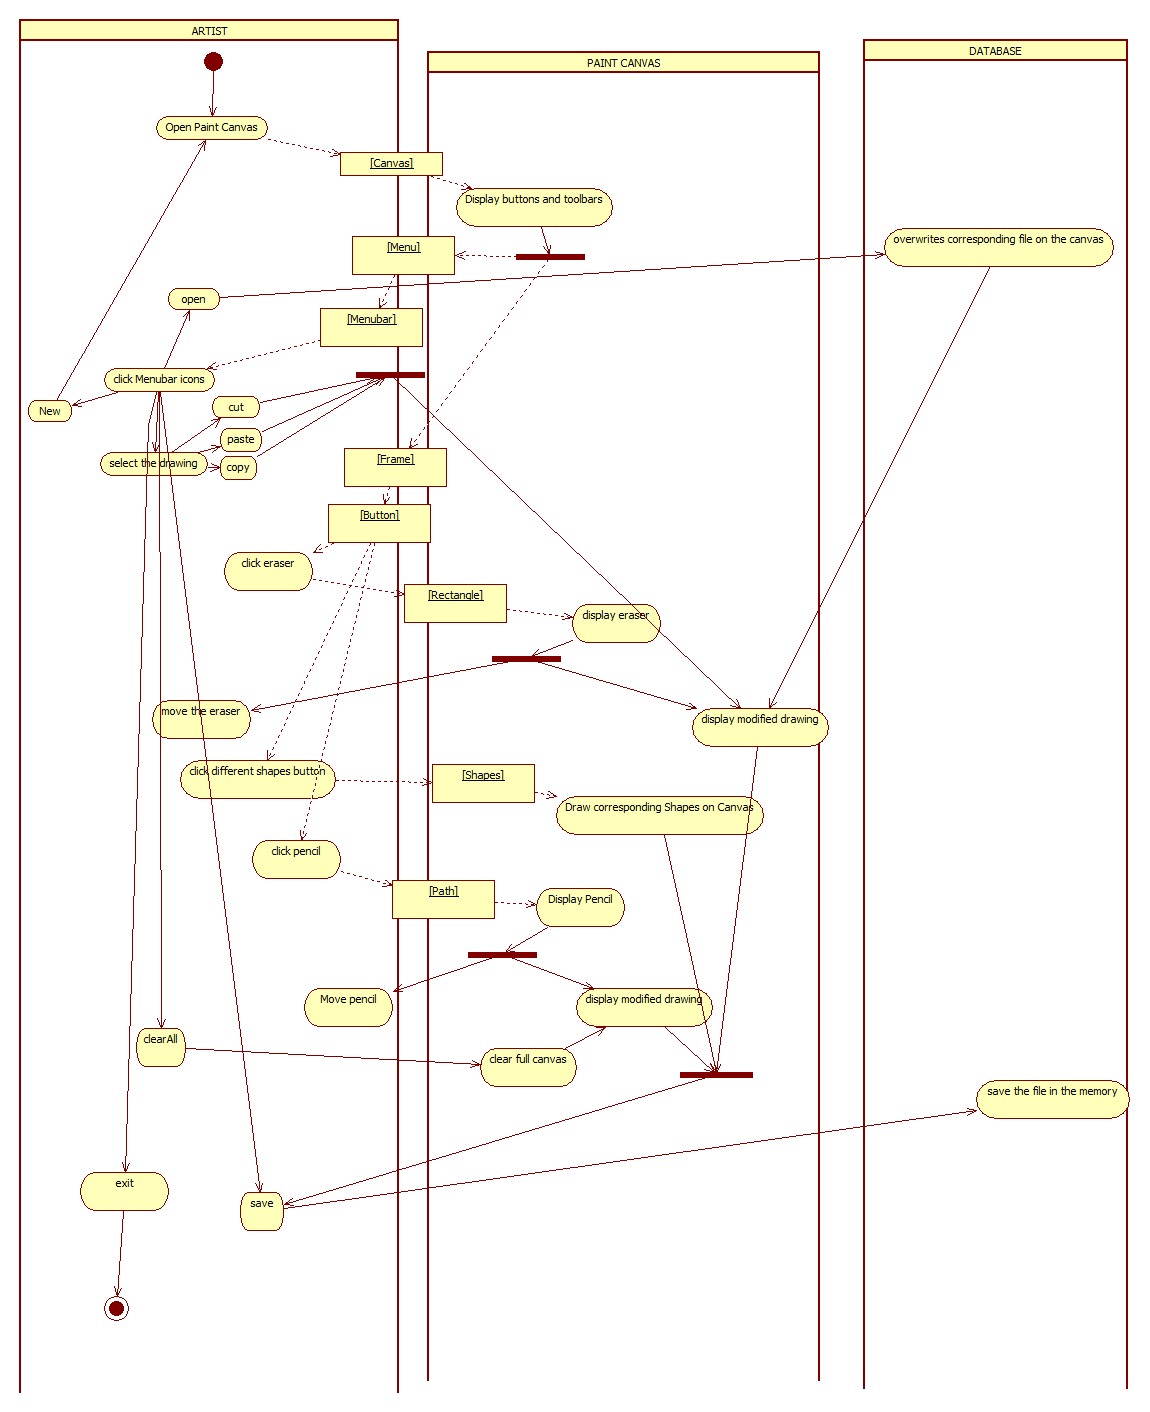 ARTIST
PAINT CANVAS
DATABASE
Open Paint Canvas
[Canvas]
Display buttons and toolbars
[Menu]
overwrites corresponding file on the canvas
open
[Menubar]
click Menubar icons
New
cut
paste
select the drawing
copy
[Frame]
[Button]
click eraser
[Rectangle]
display eraser
move the eraser
display modified drawing
click different shapes button
[Shapes]
Draw corresponding Shapes on Canvas
click pencil
[Path]
Display Pencil
Move pencil
display modified drawing
clearAll
clear full canvas
save the file in the memory
exit
save